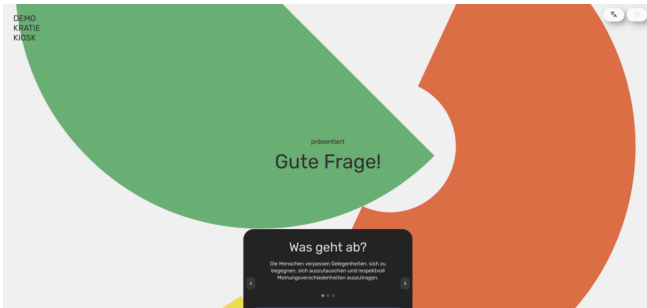 DEMO
KRATIE
KIOSK
präsentiert
Gute Frage!
Was geht ab?
Die Menschen verpassen Gelegenheiten, sich zu
begegnen, sich auszutauschen und respektvoll
Meinungsverschiedenheiten auszutragen.